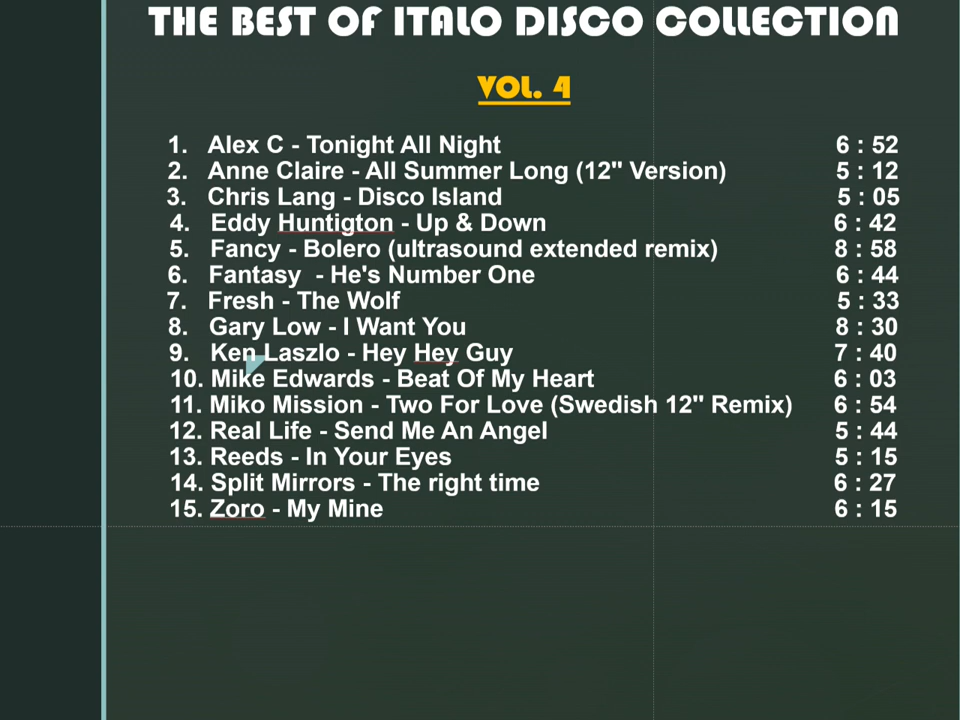 THE BEST OF ITALO DISCO COLLECTION
VOL. 4
1. Alex C - Tonight All Night 6 : 52
2. Anne Claire - All Summer Long (12" Version) 5 : 12
3. Chris Lang - Disco Island 5 : 05
4. Eddy Huntigton - Up & Down 6 : 42
5. Fancy - Bolero (ultrasound extended remix) 8 : 58
6. Fantasy - He's Number One 6 : 44
7. Fresh - The Wolf 5 : 33
8. Gary Low - I Want You 8 : 30
9. Ken Laszlo - Hey Hey Guy 7 : 40
10. Mike Edwards - Beat Of My Heart 6 : 03
11. Miko Mission - Two For Love (Swedish 12" Remix) 6 : 54
12. Real Life - Send Me An Angel 5 : 44
13. Reeds - In Your Eyes 5 : 15
14. Split Mirrors - The right time 6 : 27
15. Zoro - My Mine 6 : 15